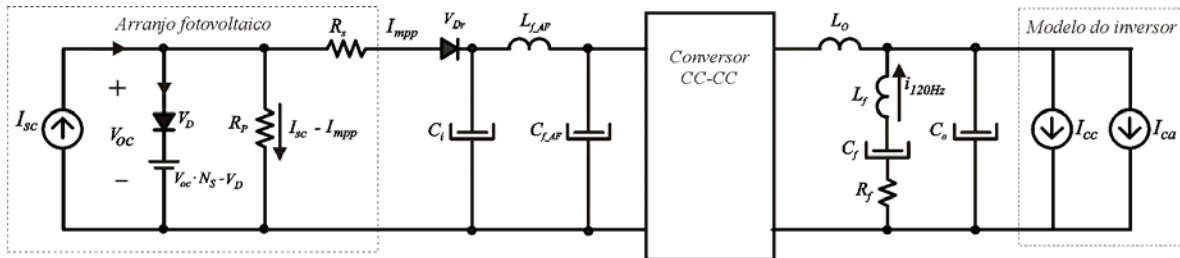 Arranjo fotovoltaico
R_s
I_mpp
V_Dr
L_f_AF
L_o
Modelo do inversor
Conversor
CC-CC
+
I_sc
V_oc
V_D
R_P
I_sc - I_mpp
C_i
C_f_AF
L_f
i_120Hz
C_f
C_o
I_cc
I_ca
−
V_oc · N_S - V_D
R_f